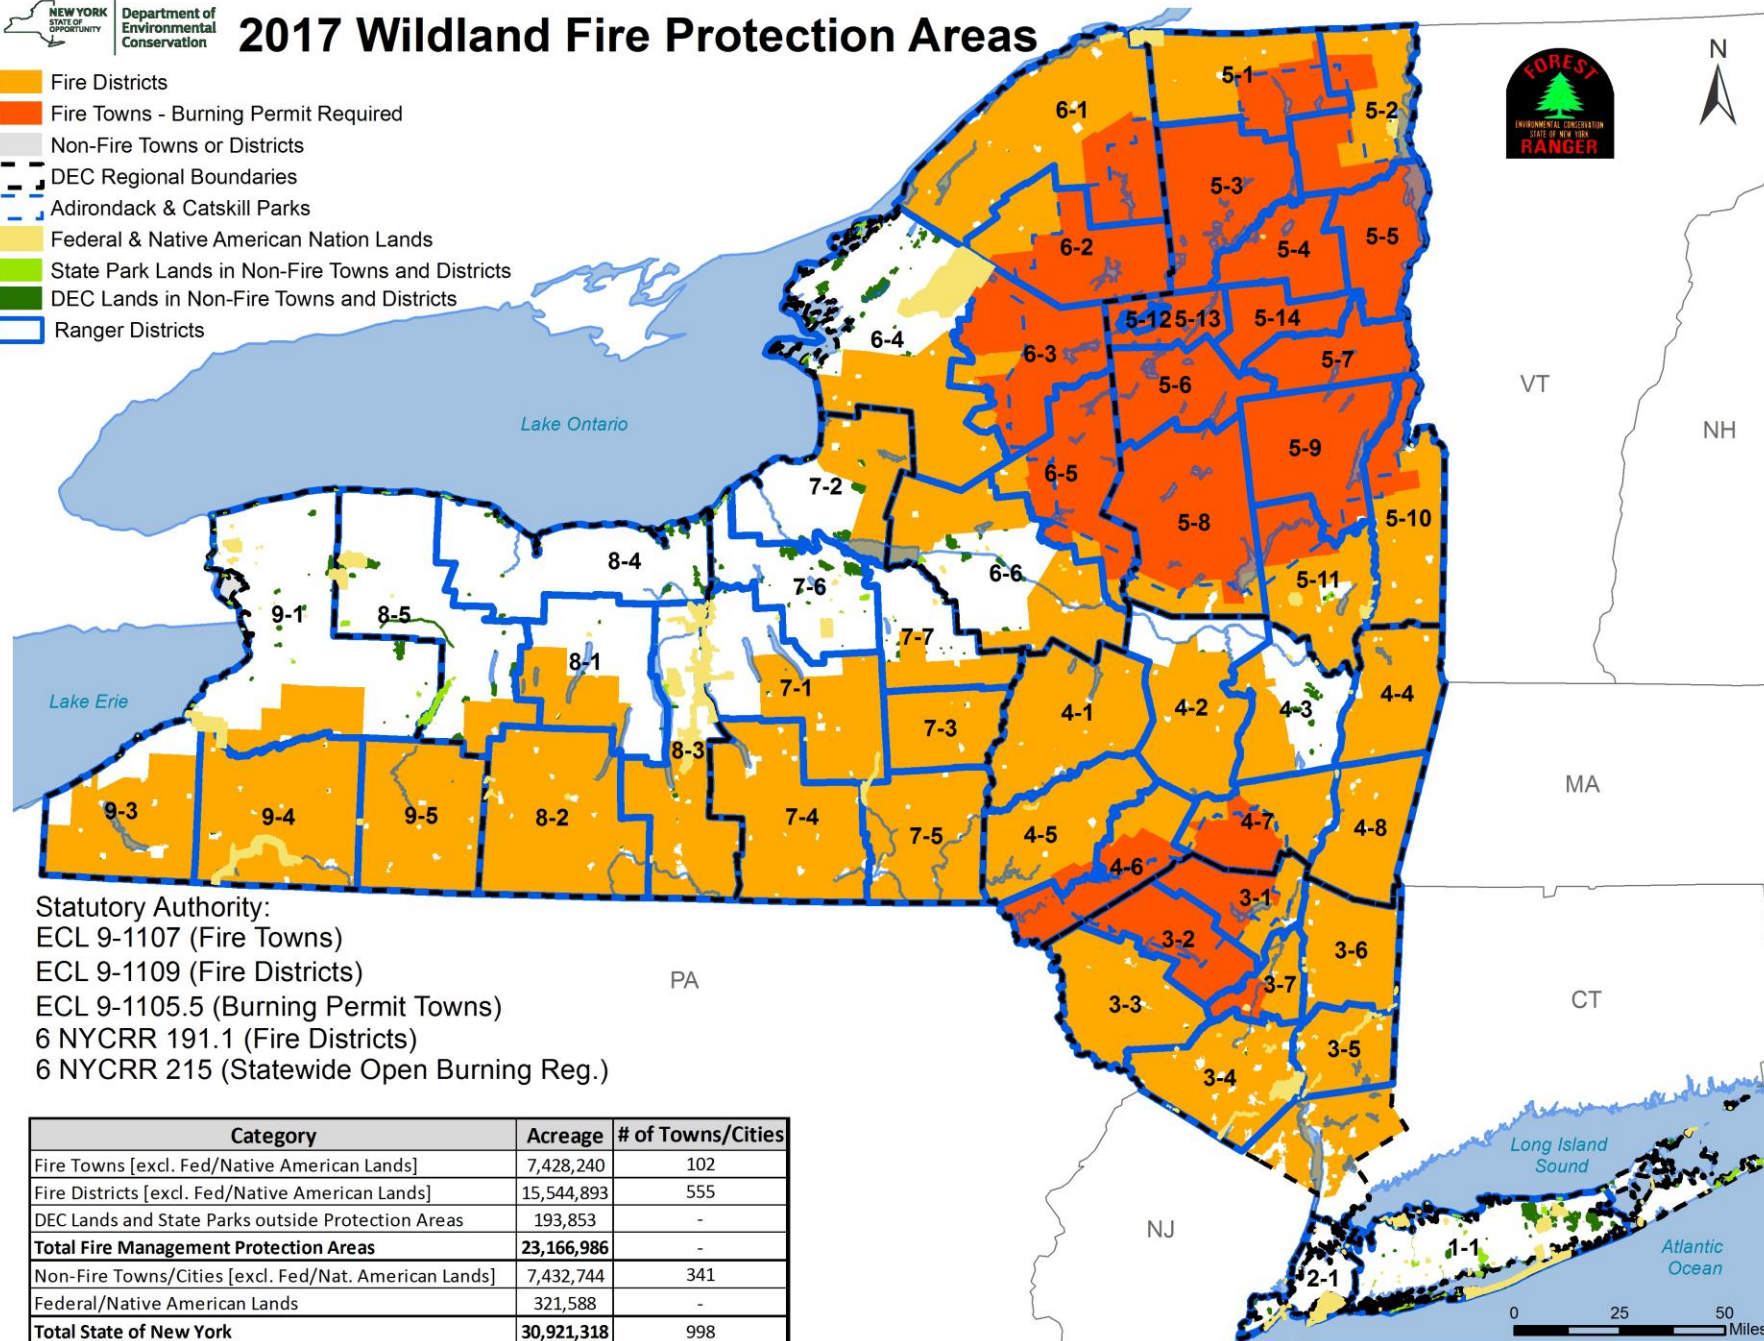 NEW YORK
STATE OF
OPPORTUNITY
Department of
Environmental
Conservation
2017 Wildland Fire Protection Areas
Fire Districts
Fire Towns - Burning Permit Required
Non-Fire Towns or Districts
DEC Regional Boundaries
Adirondack & Catskill Parks
Federal & Native American Nation Lands
State Park Lands in Non-Fire Towns and Districts
DEC Lands in Non-Fire Towns and Districts
Ranger Districts
FOREST
ENVIRONMENTAL CONSERVATION
STATE OF NEW YORK
RANGER
N
6-1
5-1
5-2
5-3
6-2
5-4
5-5
6-4
6-3
5-12
5-13
5-14
5-7
5-6
VT
NH
Lake Ontario
5-9
6-5
7-2
5-8
5-10
8-4
7-6
6-6
5-11
9-1
8-5
7-7
8-1
7-1
Lake Erie
4-1
4-2
4-3
4-4
7-3
8-3
MA
9-3
9-4
9-5
8-2
7-4
7-5
4-5
4-7
4-8
4-6
3-1
3-2
3-6
PA
3-7
3-3
CT
3-5
3-4
Statutory Authority:
ECL 9-1107 (Fire Towns)
ECL 9-1109 (Fire Districts)
ECL 9-1105.5 (Burning Permit Towns)
6 NYCRR 191.1 (Fire Districts)
6 NYCRR 215 (Statewide Open Burning Reg.)
Category Acreage # of Towns/Cities
Fire Towns [excl. Fed/Native American Lands] 7,428,240 102
Fire Districts [excl. Fed/Native American Lands] 15,544,893 555
DEC Lands and State Parks outside Protection Areas 193,853 -
Total Fire Management Protection Areas 23,166,986 -
Non-Fire Towns/Cities [excl. Fed/Nat. American Lands] 7,432,744 341
Federal/Native American Lands 321,588 -
Total State of New York 30,921,318 998
Long Island
Sound
NJ
1-1
2-1
Atlantic
Ocean
0 25 50
Miles